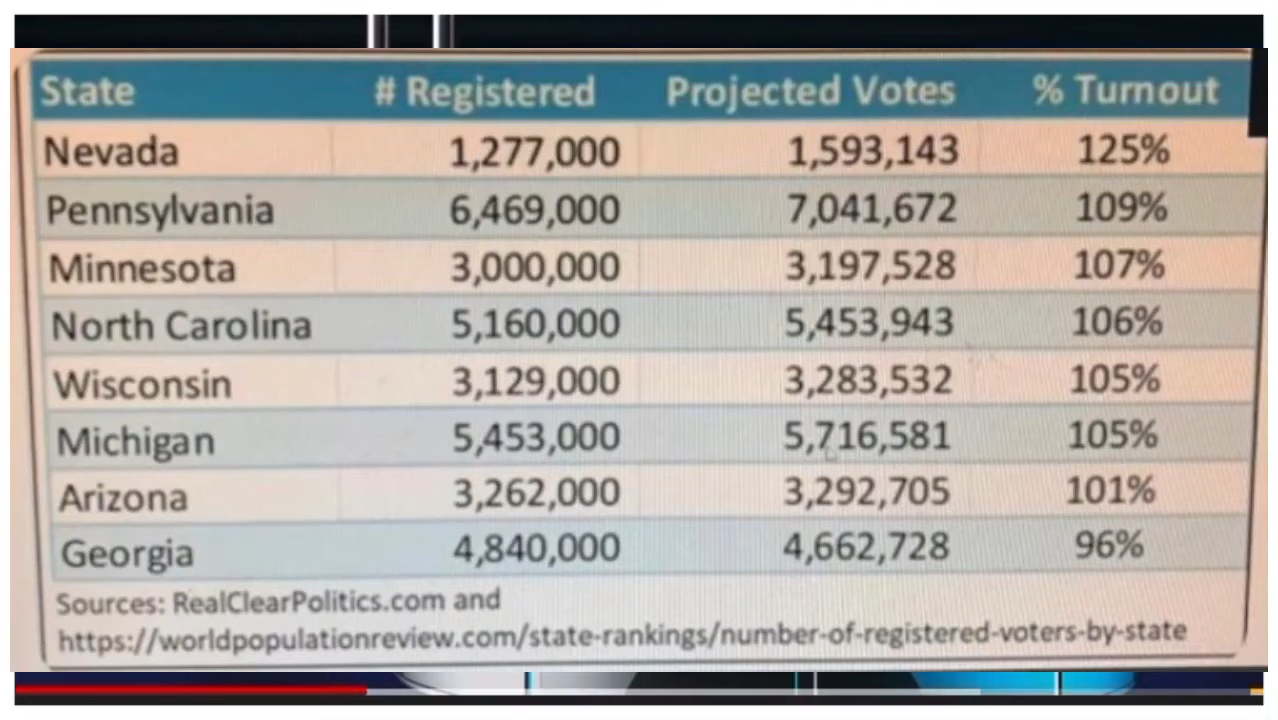 State # Registered Projected Votes % Turnout
Nevada 1,277,000 1,593,143 125%
Pennsylvania 6,469,000 7,041,672 109%
Minnesota 3,000,000 3,197,528 107%
North Carolina 5,160,000 5,453,943 106%
Wisconsin 3,129,000 3,283,532 105%
Michigan 5,453,000 5,716,581 105%
Arizona 3,262,000 3,292,705 101%
Georgia 4,840,000 4,662,728 96%
Sources: RealClearPolitics.com and
https://worldpopulationreview.com/state-rankings/number-of-registered-voters-by-state